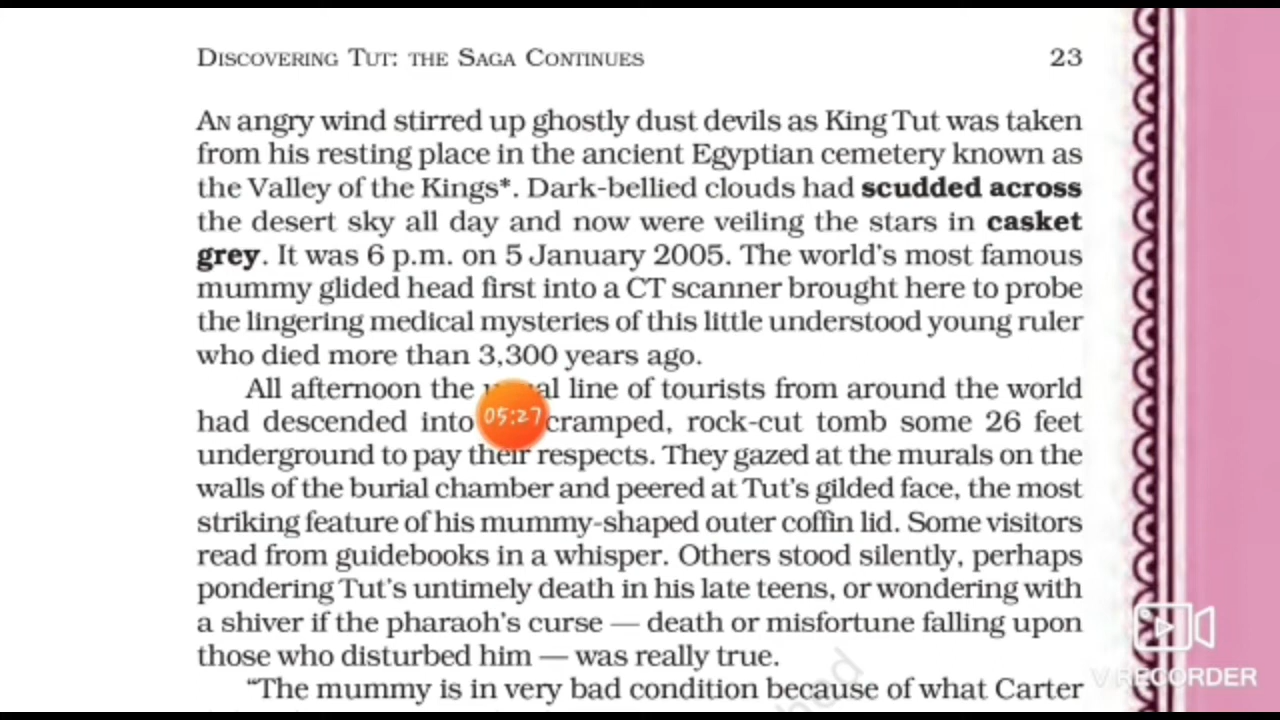 DISCOVERING TUT: THE SAGA CONTINUES 23
AN angry wind stirred up ghostly dust devils as King Tut was taken
from his resting place in the ancient Egyptian cemetery known as
the Valley of the Kings*. Dark-bellied clouds had scudded across
the desert sky all day and now were veiling the stars in casket
grey. It was 6 p.m. on 5 January 2005. The world's most famous
mummy glided head first into a CT scanner brought here to probe
the lingering medical mysteries of this little understood young ruler
who died more than 3,300 years ago.
All afternoon the line of tourists from around the world
had descended into cramped, rock-cut tomb some 26 feet
05:27
underground to pay their respects. They gazed at the murals on the
walls of the burial chamber and peered at Tut's gilded face, the most
striking feature of his mummy-shaped outer coffin lid. Some visitors
read from guidebooks in a whisper. Others stood silently, perhaps
pondering Tut's untimely death in his late teens, or wondering with
a shiver if the pharaoh's curse — death or misfortune falling upon
those who disturbed him — was really true.
"The mummy is in very bad condition because of what Carter
V RECORDER